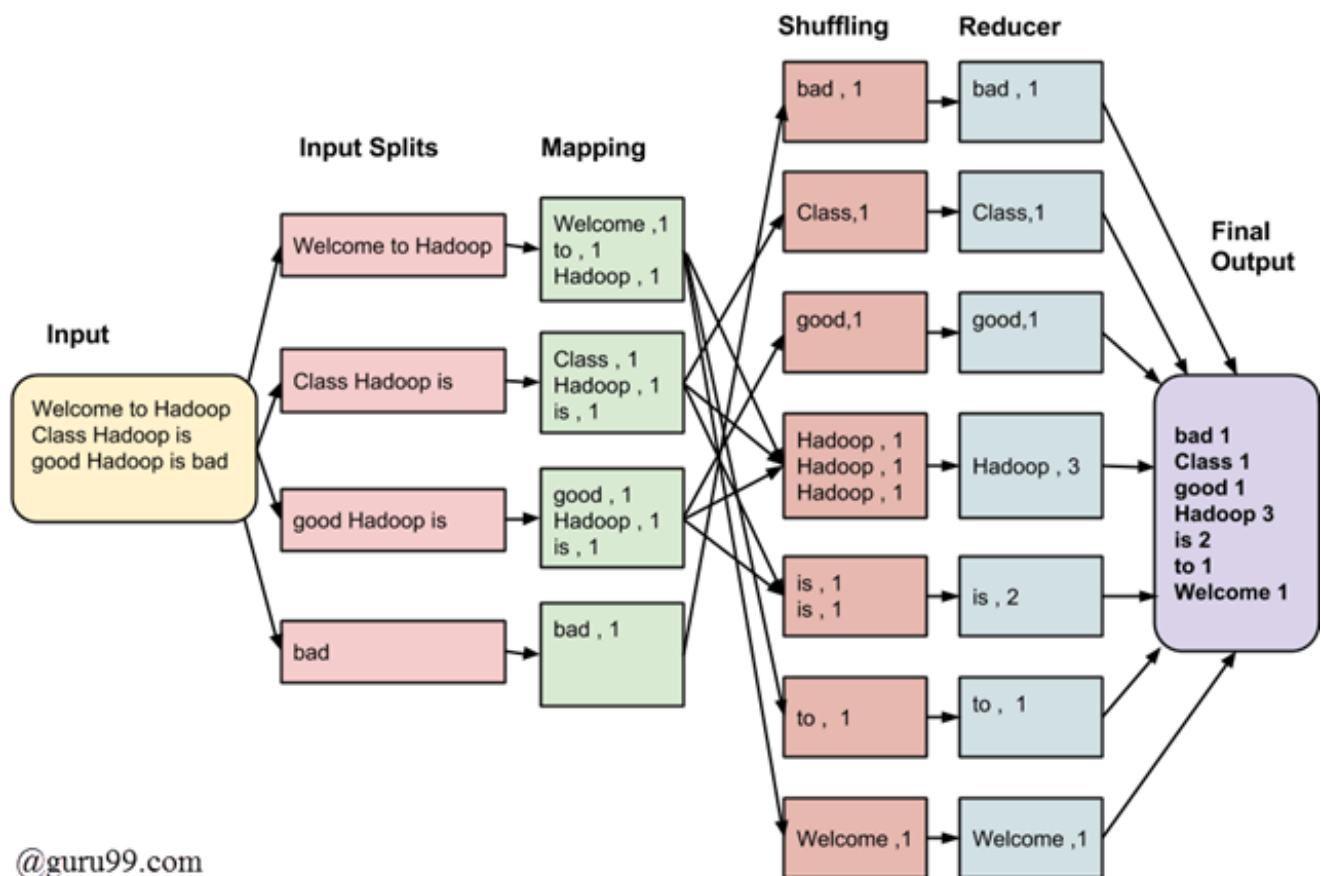 Shuffling
Reducer
bad , 1
bad , 1
Input Splits
Mapping
Class,1
Class,1
Welcome to Hadoop
Welcome ,1
to , 1
Hadoop , 1
Final
Output
good,1
good,1
Input
Class Hadoop is
Class , 1
Hadoop , 1
is , 1
Welcome to Hadoop
Class Hadoop is
good Hadoop is bad
Hadoop , 1
Hadoop , 1
Hadoop , 1
Hadoop , 3
bad 1
Class 1
good 1
Hadoop 3
is 2
to 1
Welcome 1
good Hadoop is
good , 1
Hadoop , 1
is , 1
is , 1
is , 1
is , 2
bad
bad , 1
to , 1
to , 1
Welcome ,1
Welcome ,1
@guru99.com